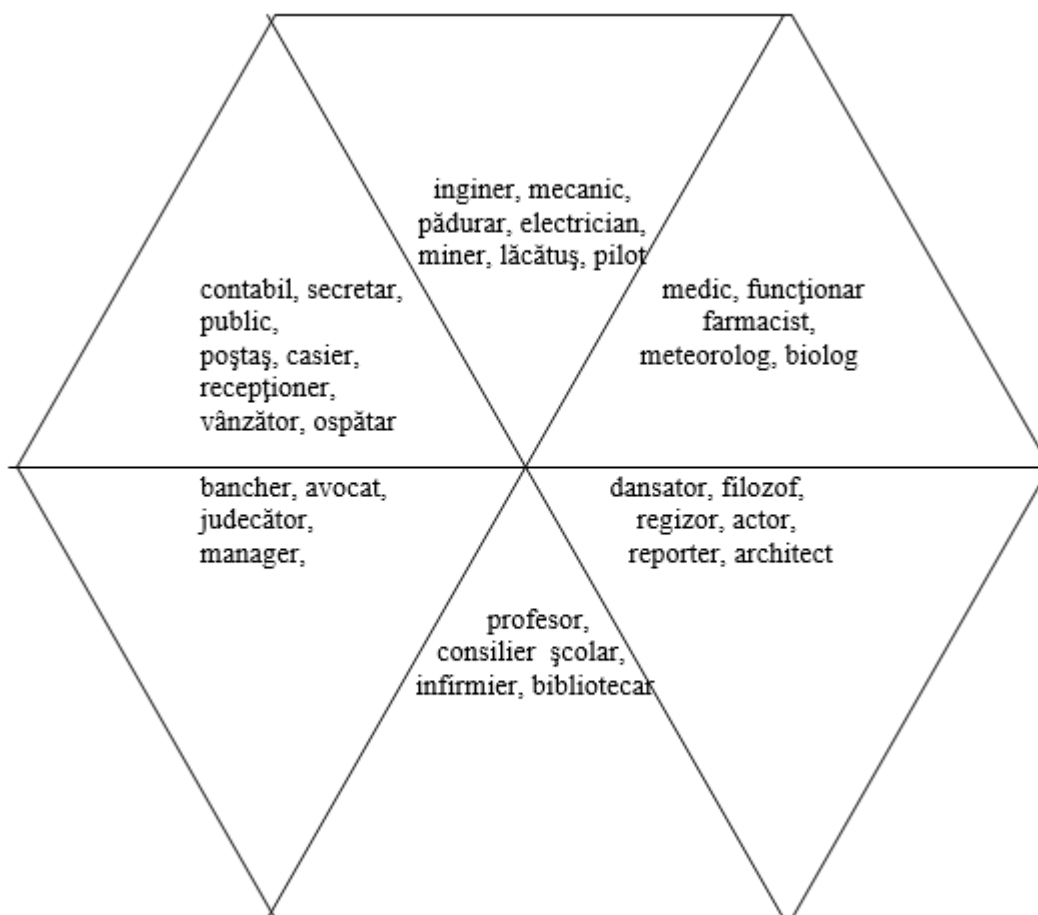 inginer, mecanic,
pădurar, electrician,
miner, lăcătuş, pilot
contabil, secretar,
public,
poştaş, casier,
recepţioner,
vânzător, ospătar
medic, funcţionar
farmacist,
meteorolog, biolog
bancher, avocat,
judecător,
manager,
dansator, filozof,
regizor, actor,
reporter, architect
profesor,
consilier şcolar,
infirmier, bibliotecar